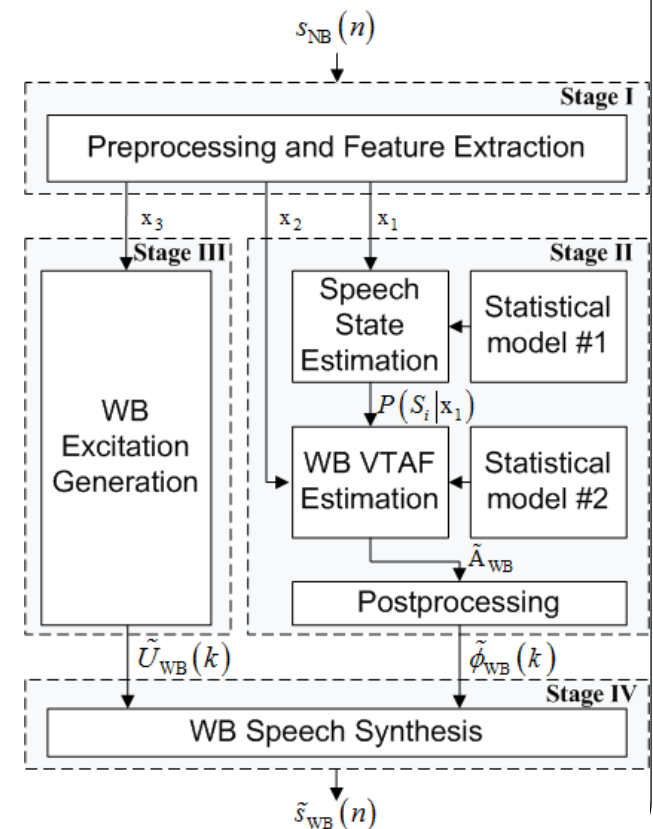 s_NB(n)
Stage I
Preprocessing and Feature Extraction
x_3
x_2
x_1
Stage III
Stage II
WB
Excitation
Generation
Speech
State
Estimation
Statistical
model #1
P(S_i|x_1)
WB VTAF
Estimation
Statistical
model #2
Ã_WB
Postprocessing
Ũ_WB(k)
ϕ̃_WB(k)
Stage IV
WB Speech Synthesis
s̃_WB(n)